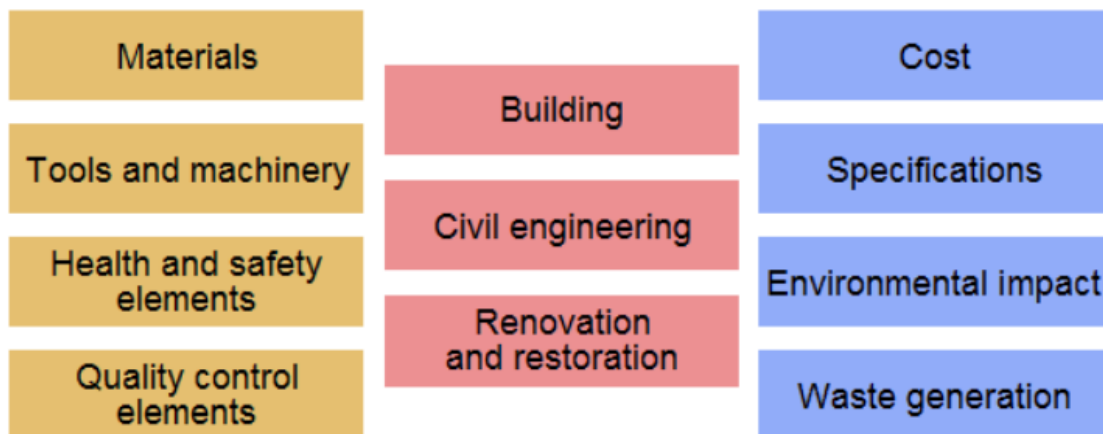 Materials
Tools and machinery
Health and safety
elements
Quality control
elements
Building
Civil engineering
Renovation
and restoration
Cost
Specifications
Environmental impact
Waste generation